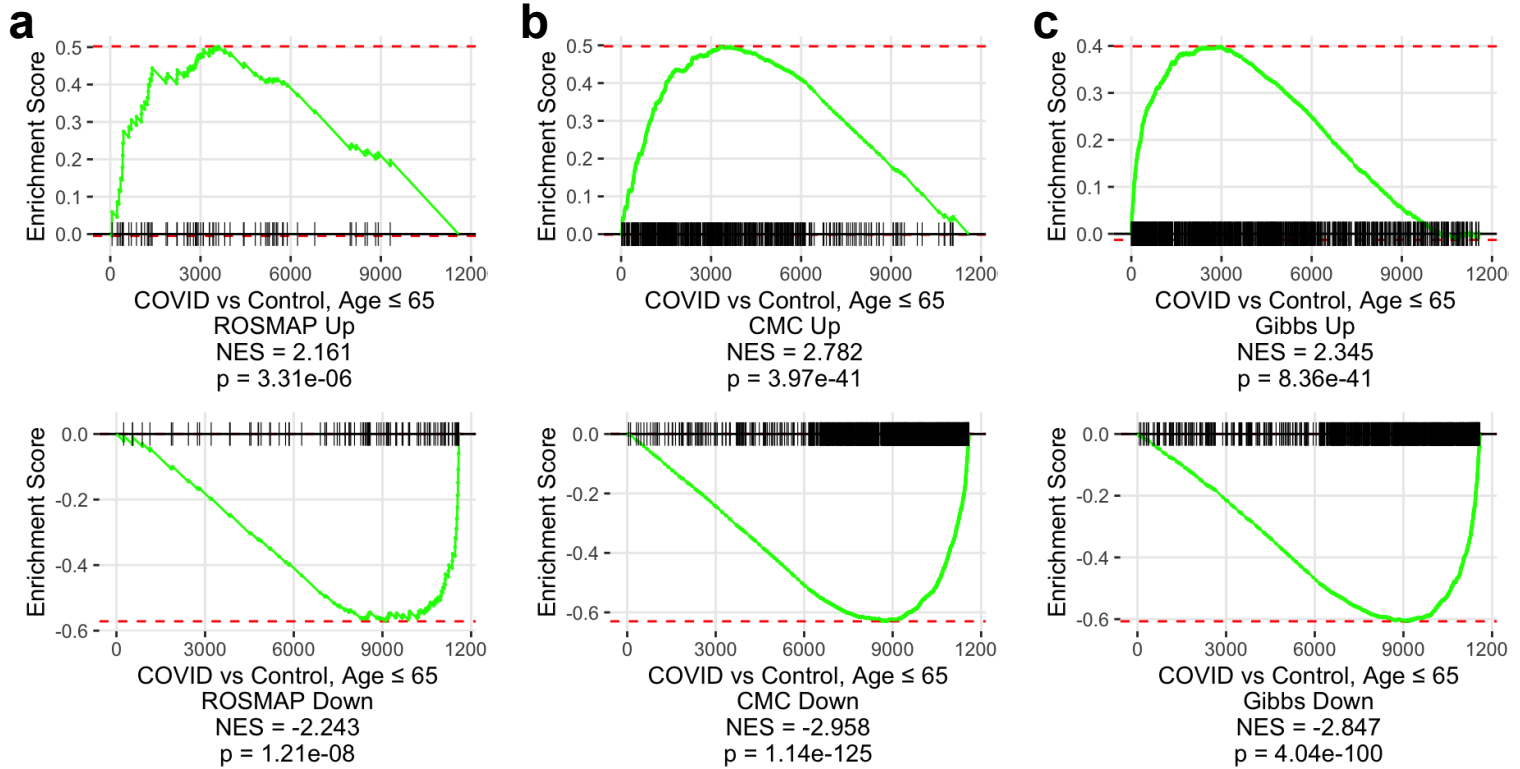 a
Enrichment Score
0.5
0.4
0.3
0.2
0.1
0.0
0 3000 6000 9000 1200
COVID vs Control, Age ≤ 65
ROSMAP Up
NES = 2.161
p = 3.31e-06
b
Enrichment Score
0.5
0.4
0.3
0.2
0.1
0.0
0 3000 6000 9000 1200
COVID vs Control, Age ≤ 65
CMC Up
NES = 2.782
p = 3.97e-41
c
Enrichment Score
0.4
0.3
0.2
0.1
0.0
0 3000 6000 9000 1200
COVID vs Control, Age ≤ 65
Gibbs Up
NES = 2.345
p = 8.36e-41
Enrichment Score
0.0
-0.2
-0.4
-0.6
0 3000 6000 9000 1200
COVID vs Control, Age ≤ 65
ROSMAP Down
NES = -2.243
p = 1.21e-08
Enrichment Score
0.0
-0.2
-0.4
-0.6
0 3000 6000 9000 1200
COVID vs Control, Age ≤ 65
CMC Down
NES = -2.958
p = 1.14e-125
Enrichment Score
0.0
-0.2
-0.4
-0.6
0 3000 6000 9000 1200
COVID vs Control, Age ≤ 65
Gibbs Down
NES = -2.847
p = 4.04e-100